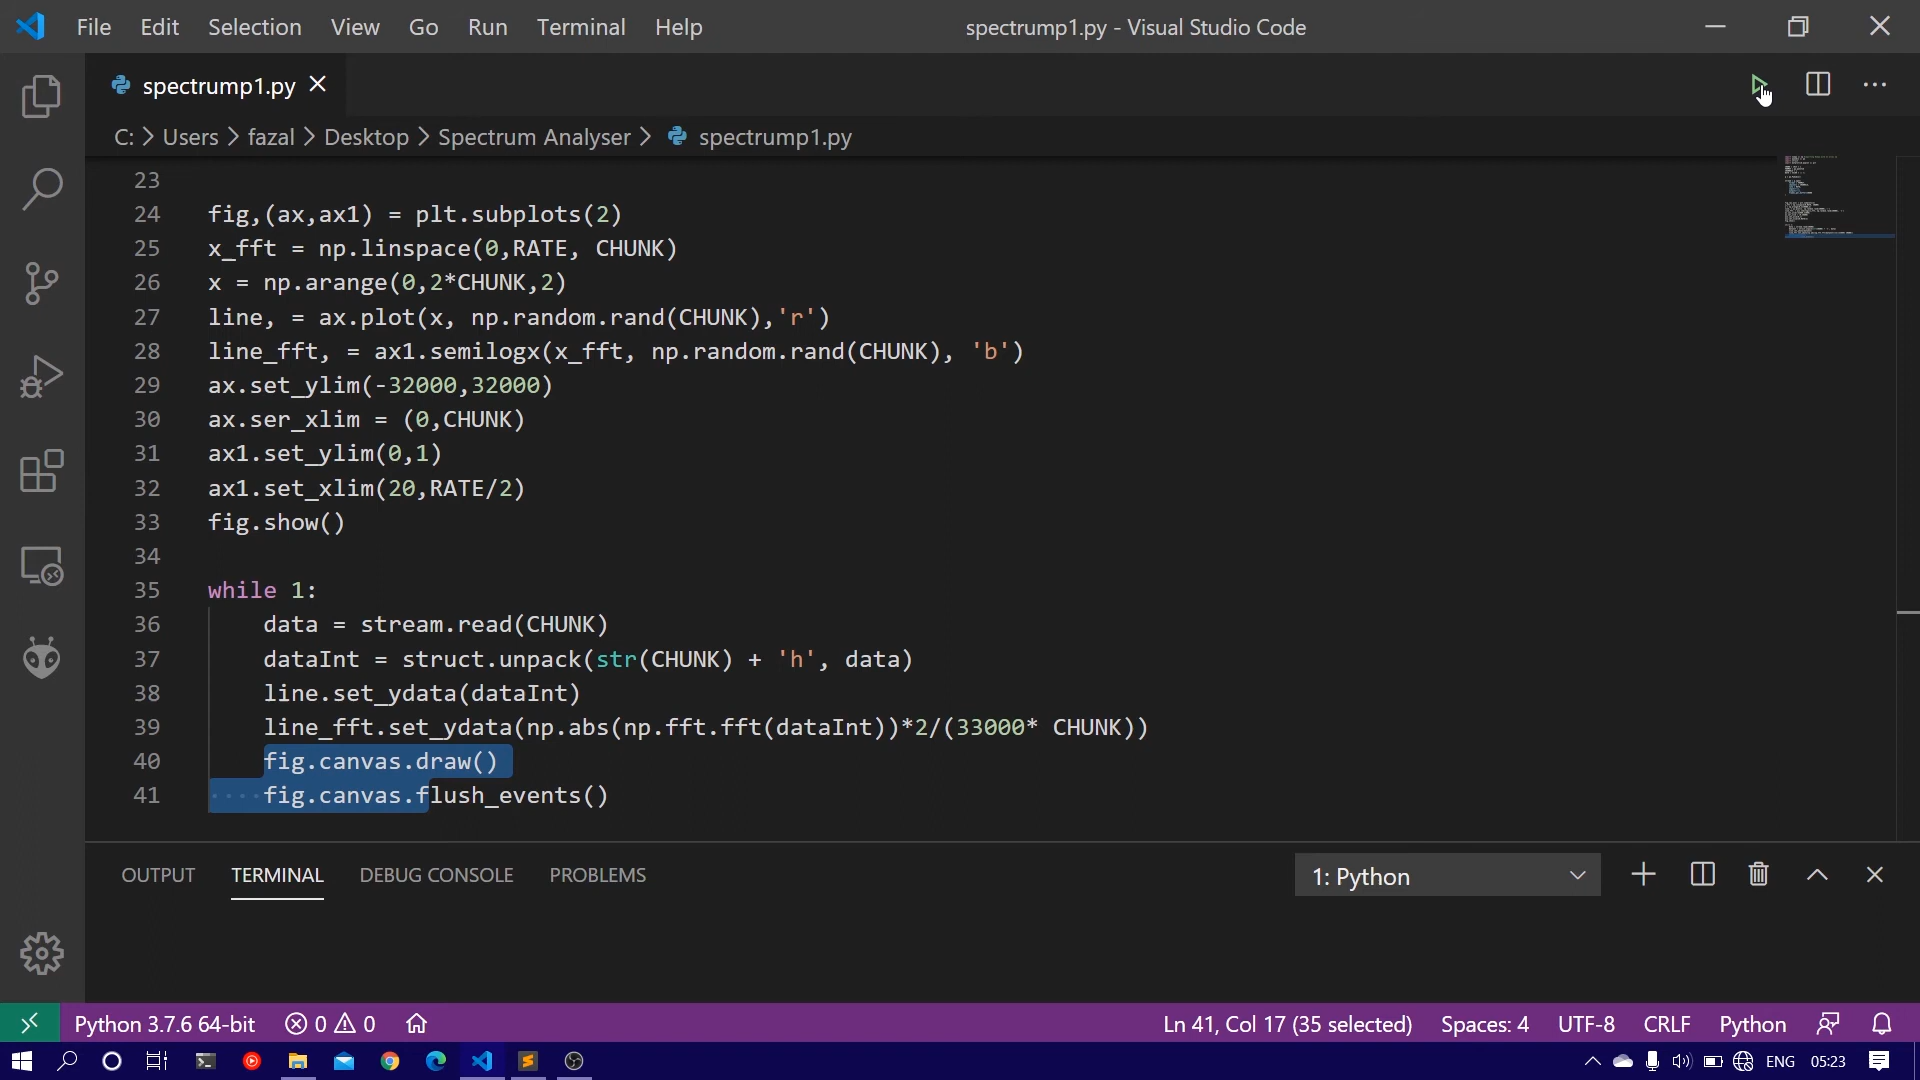 File Edit Selection View Go Run Terminal Help
spectrump1.py - Visual Studio Code
spectrump1.py
C: > Users > fazal > Desktop > Spectrum Analyser > spectrump1.py
23
24 fig,(ax,ax1) = plt.subplots(2)
25 x_fft = np.linspace(0,RATE, CHUNK)
26 x = np.arange(0,2*CHUNK,2)
27 line, = ax.plot(x, np.random.rand(CHUNK),'r')
28 line_fft, = ax1.semilogx(x_fft, np.random.rand(CHUNK), 'b')
29 ax.set_ylim(-32000,32000)
30 ax.ser_xlim = (0,CHUNK)
31 ax1.set_ylim(0,1)
32 ax1.set_xlim(20,RATE/2)
33 fig.show()
34
35 while 1:
36 data = stream.read(CHUNK)
37 dataInt = struct.unpack(str(CHUNK) + 'h', data)
38 line.set_ydata(dataInt)
39 line_fft.set_ydata(np.abs(np.fft.fft(dataInt))*2/(33000* CHUNK))
40 fig.canvas.draw()
41 ····fig.canvas.flush_events()
OUTPUT TERMINAL DEBUG CONSOLE PROBLEMS 1: Python
Python 3.7.6 64-bit 0 0 Ln 41, Col 17 (35 selected) Spaces: 4 UTF-8 CRLF Python
ENG 05:23